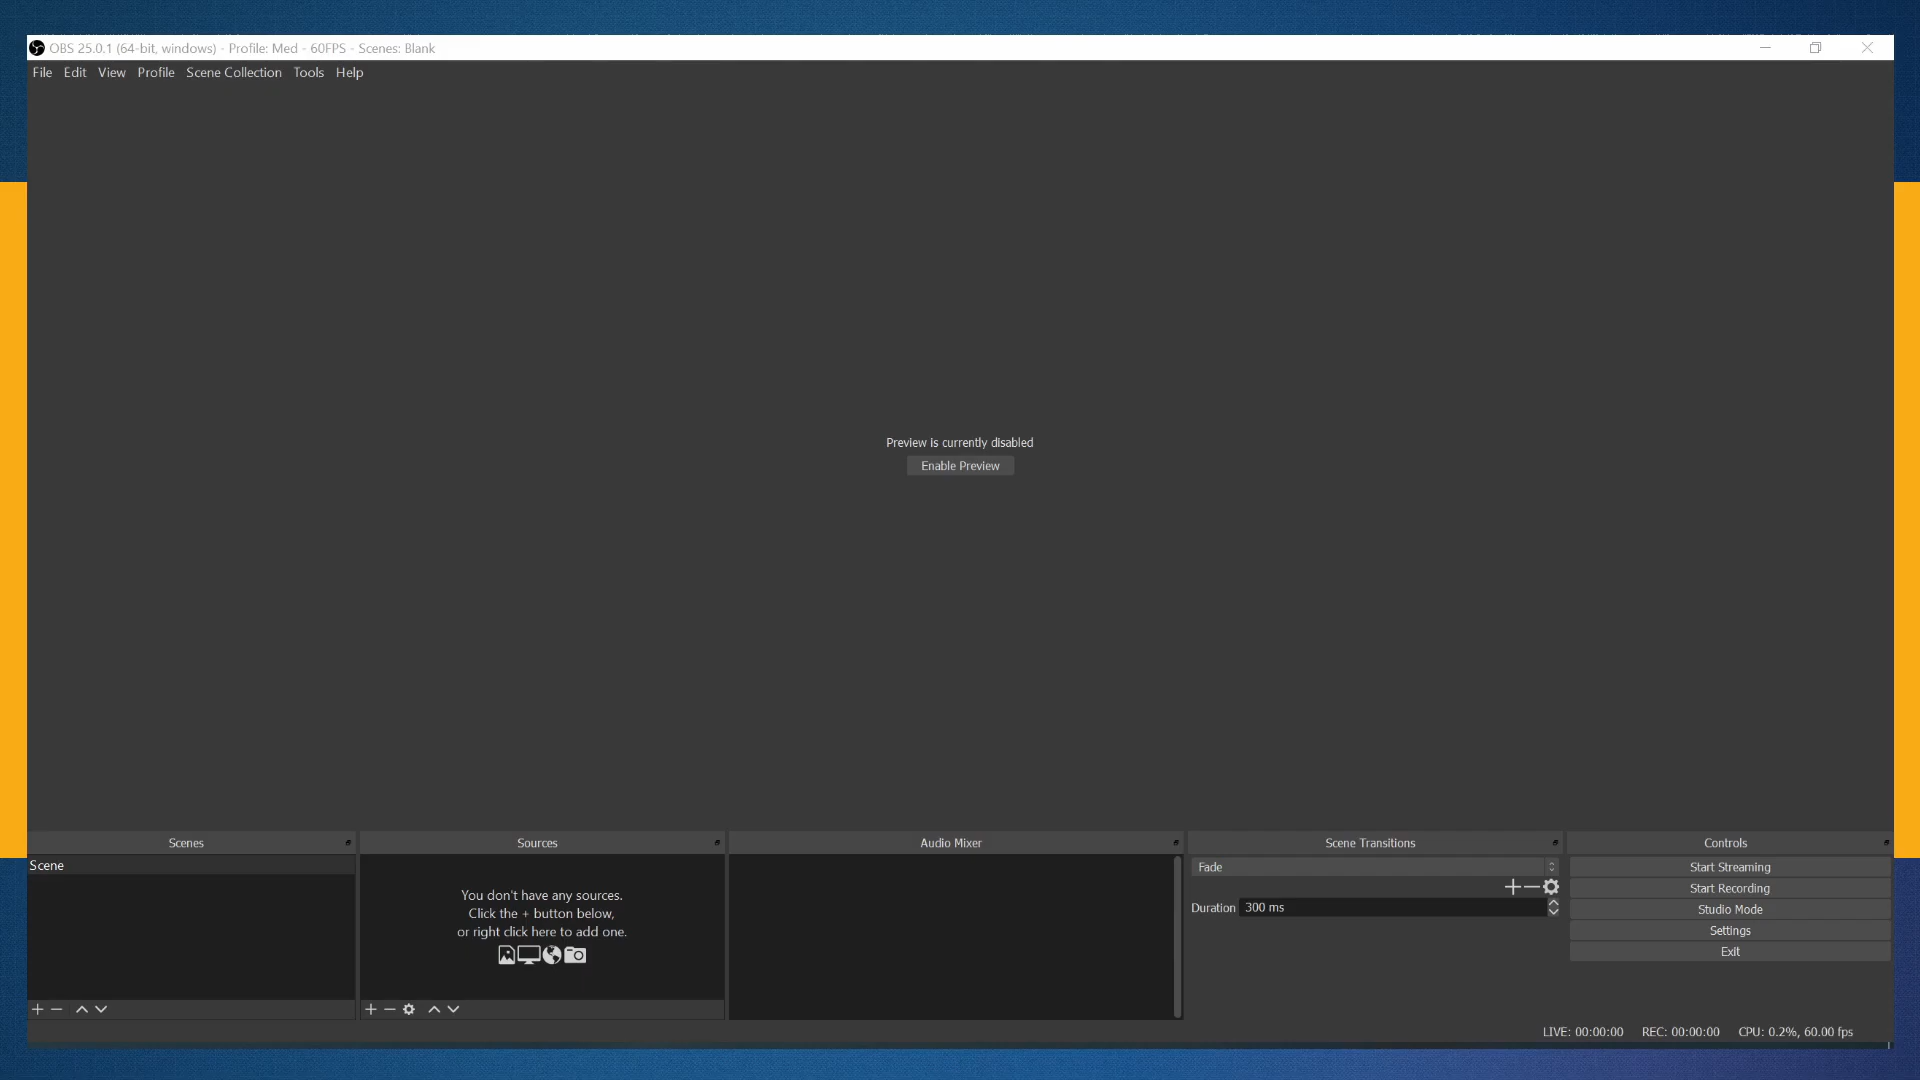 OBS 25.0.1 (64-bit, windows) - Profile: Med - 60FPS - Scenes: Blank
File Edit View Profile Scene Collection Tools Help
Preview is currently disabled
Enable Preview
Scenes
Scene
Sources
You don't have any sources.
Click the + button below,
or right click here to add one.
Audio Mixer
Scene Transitions
Fade
Duration 300 ms
Controls
Start Streaming
Start Recording
Studio Mode
Settings
Exit
LIVE: 00:00:00 REC: 00:00:00 CPU: 0.2%, 60.00 fps